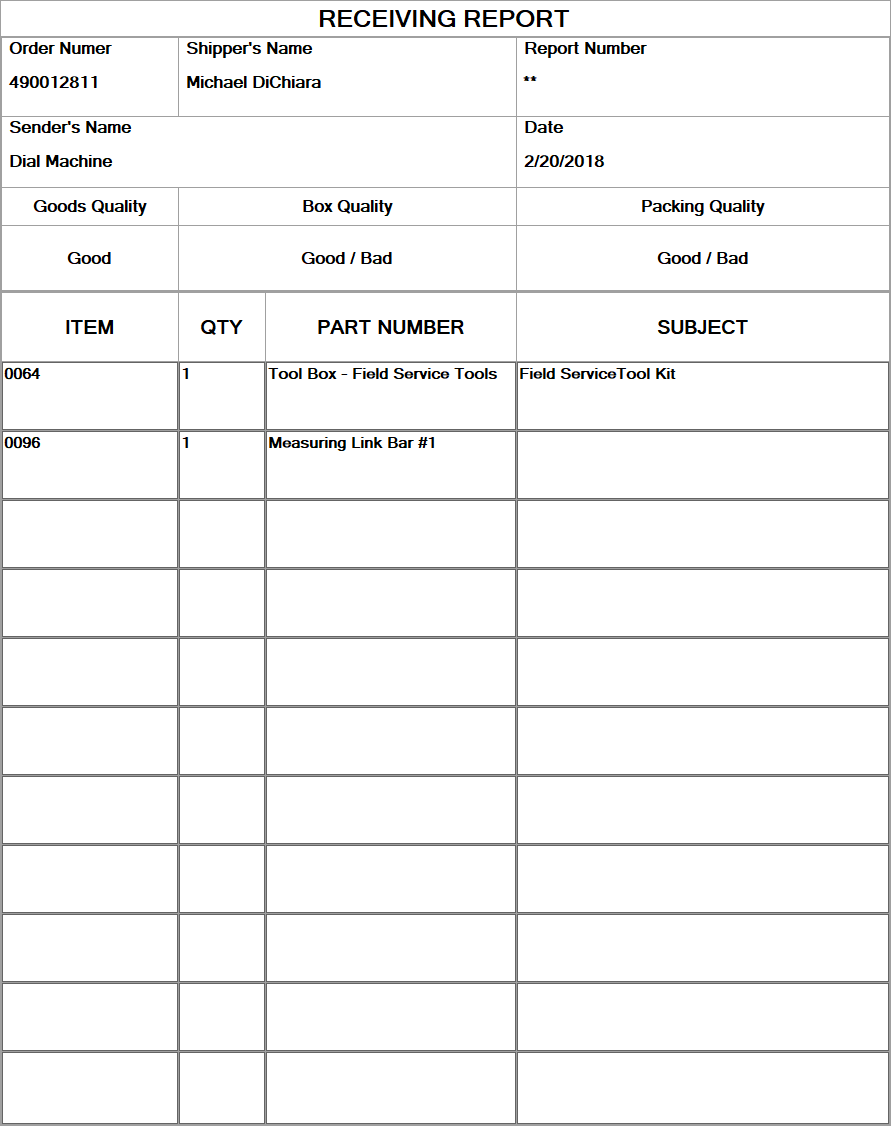 RECEIVING REPORT
Order Numer Shipper's Name Report Number
490012811 Michael DiChiara **
Sender's Name Date
Dial Machine 2/20/2018
Goods Quality Box Quality Packing Quality
Good Good / Bad Good / Bad
ITEM QTY PART NUMBER SUBJECT
0064 1 Tool Box - Field Service Tools Field ServiceTool Kit
0096 1 Measuring Link Bar #1